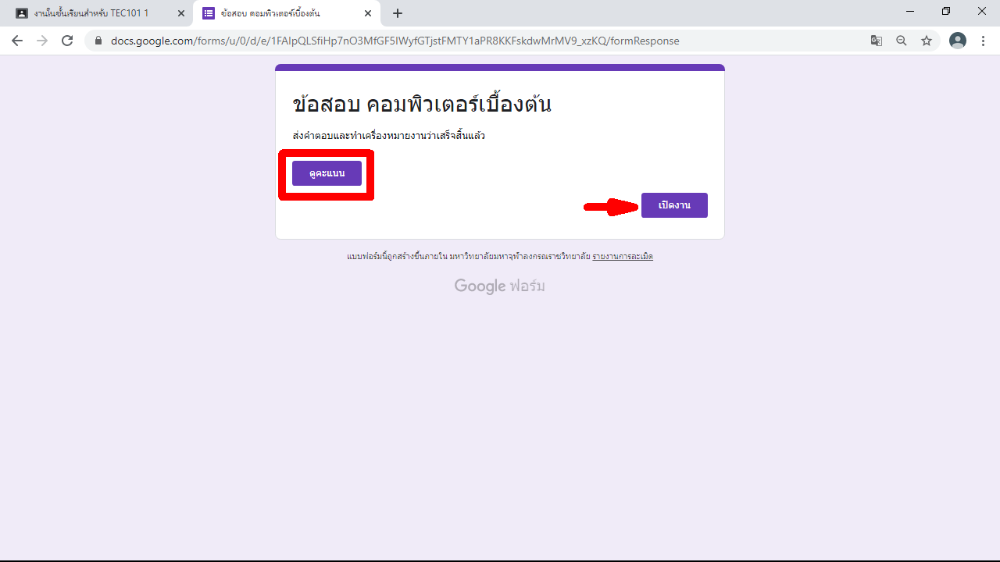 งานในชั้นเรียนสำหรับ TEC101 1
ข้อสอบ คอมพิวเตอร์เบื้องต้น
docs.google.com/forms/u/0/d/e/1FAIpQLSfiHp7nO3MfGF5IWyfGTjstFMTY1aPR8KKFskdwMrMV9_xzKQ/formResponse
ข้อสอบ คอมพิวเตอร์เบื้องต้น
ส่งคำตอบและทำเครื่องหมายงานว่าเสร็จสิ้นแล้ว
ดูคะแนน
เปิดงาน
แบบฟอร์มนี้ถูกสร้างขึ้นภายใน มหาวิทยาลัยมหาจุฬาลงกรณราชวิทยาลัย รายงานการละเมิด
Google ฟอร์ม